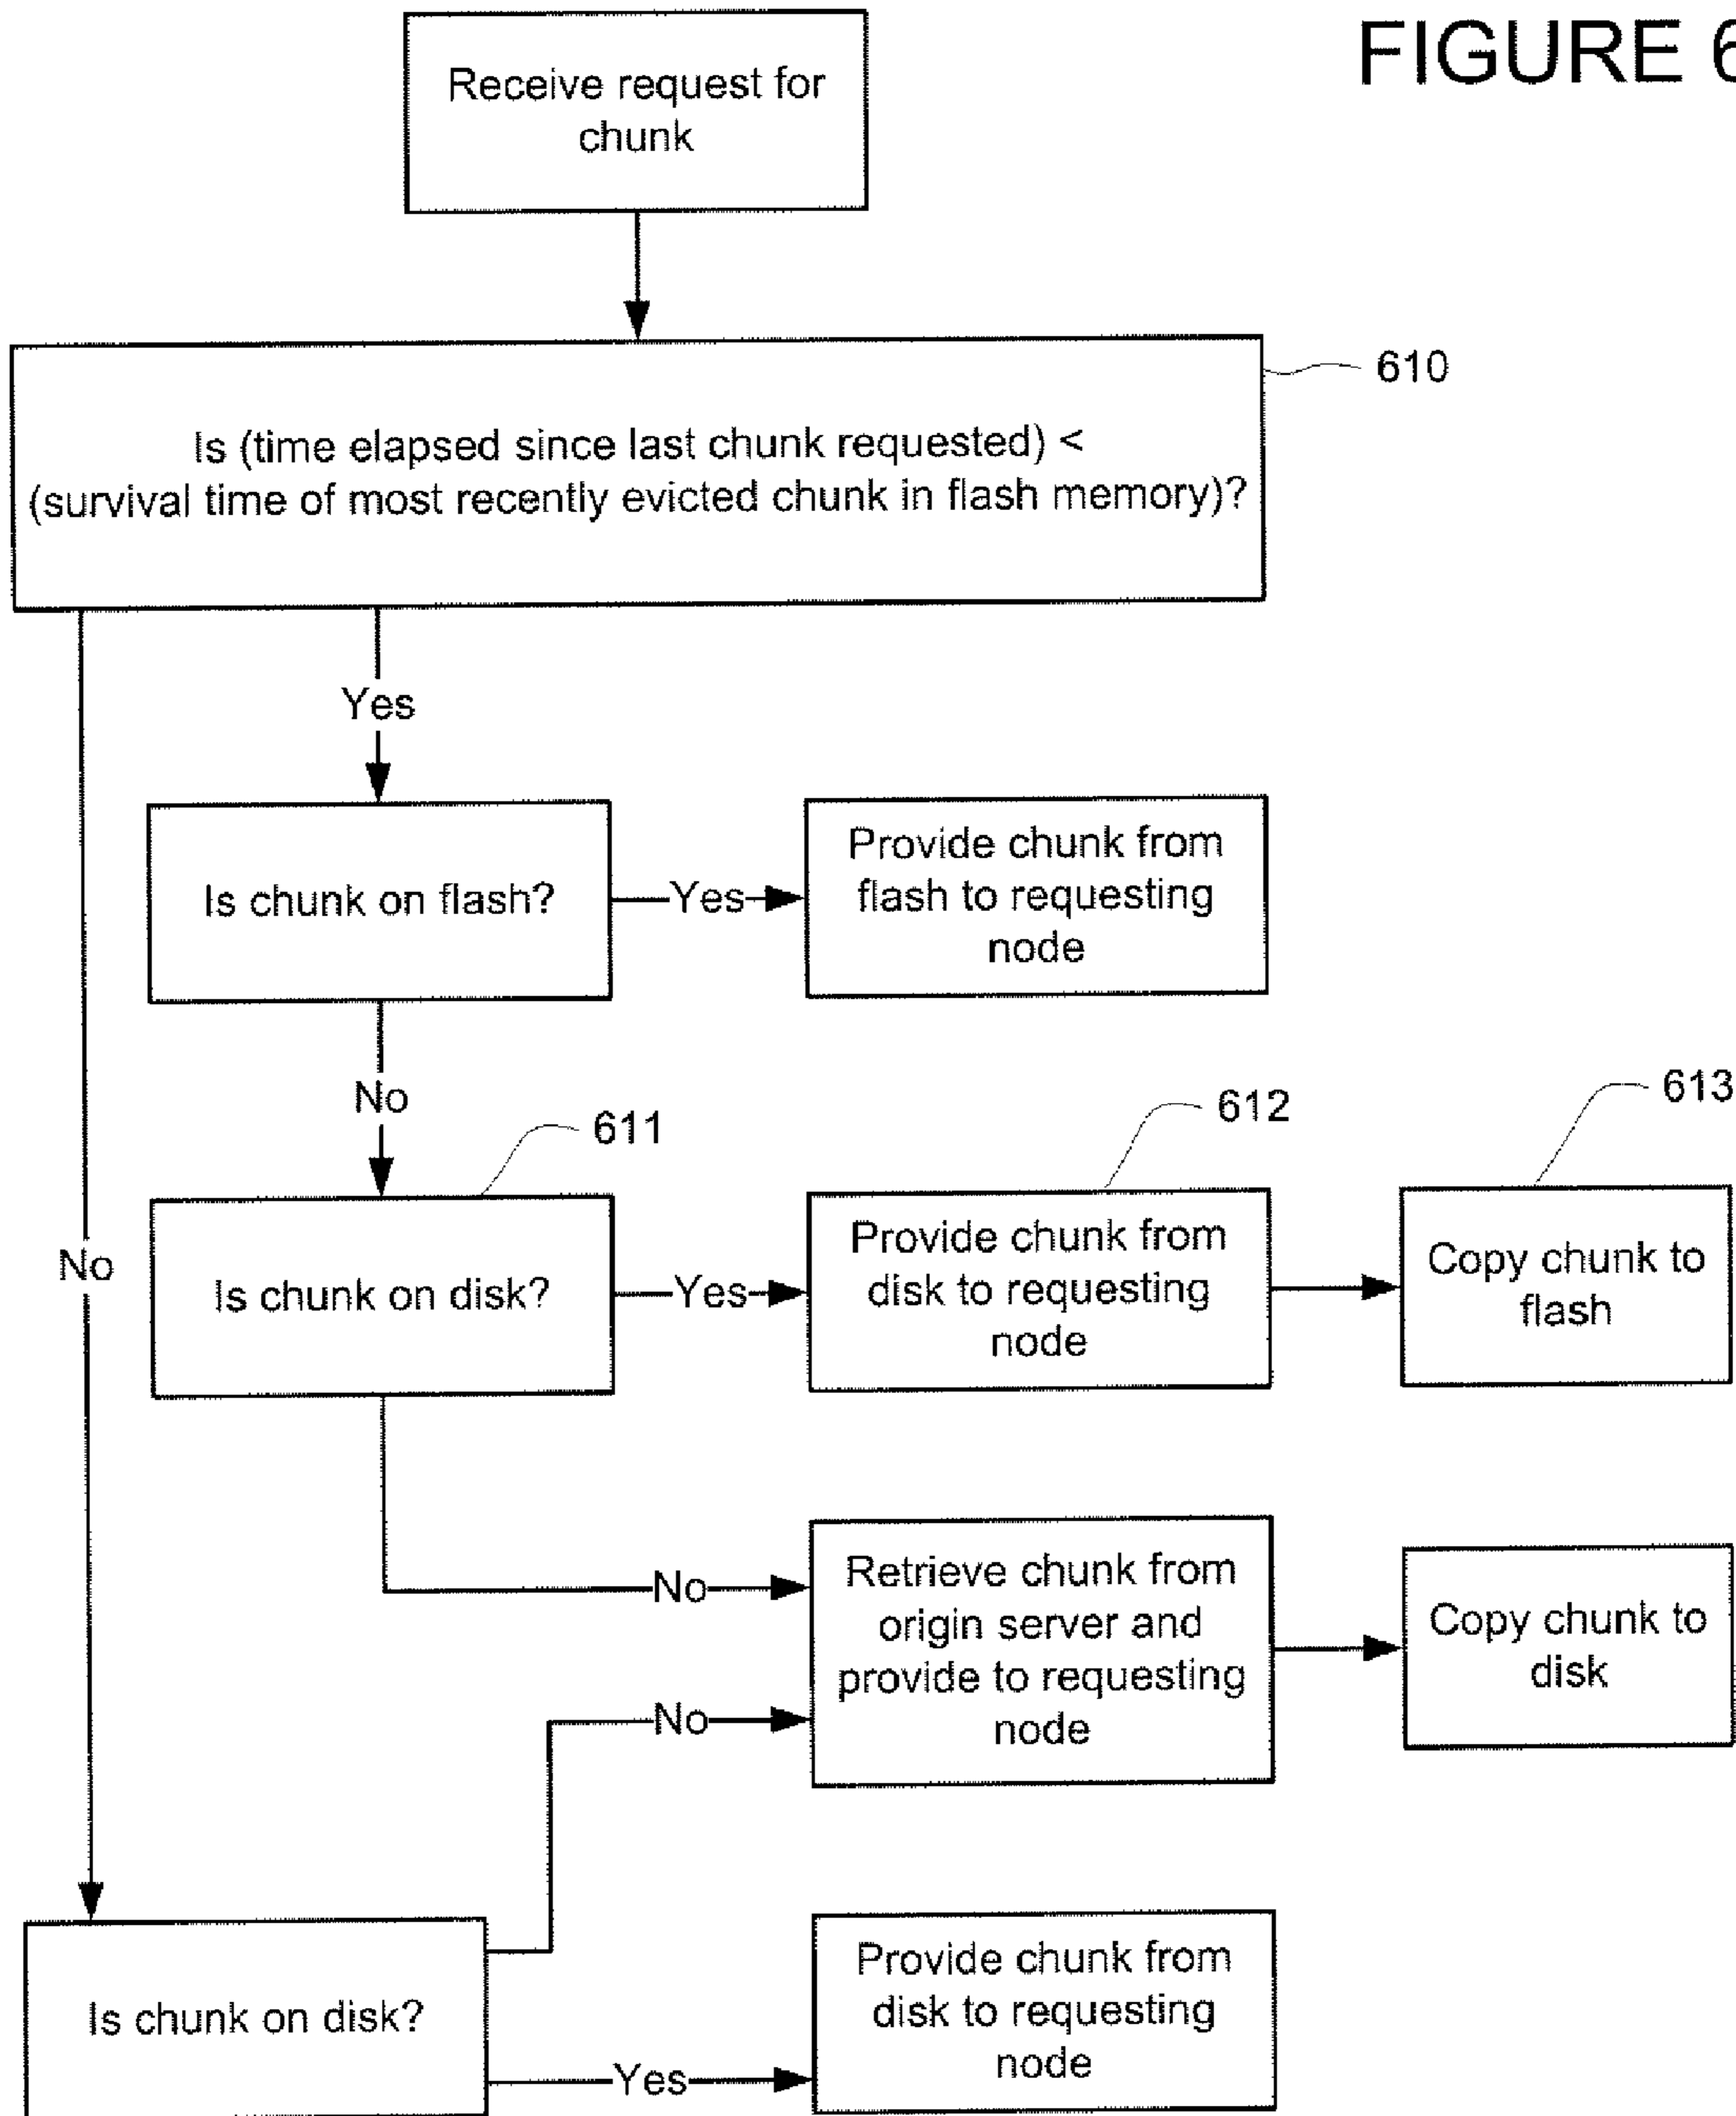 FIGURE 6
Receive request for
chunk
610
Is (time elapsed since last chunk requested) <
(survival time of most recently evicted chunk in flash memory)?
Yes
Is chunk on flash?
Yes
Provide chunk from
flash to requesting
node
No
611
612
613
No
Is chunk on disk?
Yes
Provide chunk from
disk to requesting
node
Copy chunk to
flash
No
Retrieve chunk from
origin server and
provide to requesting
node
Copy chunk to
disk
No
Is chunk on disk?
Yes
Provide chunk from
disk to requesting
node